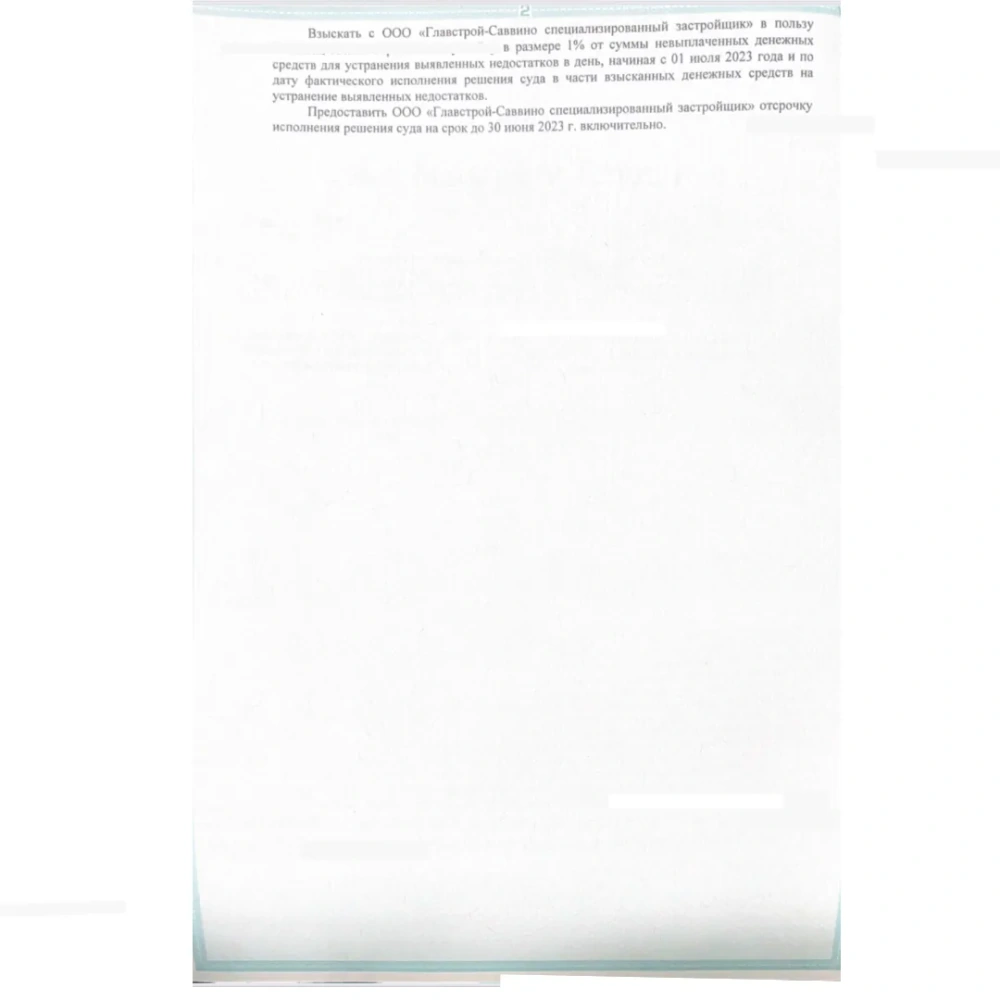 2
Взыскать с ООО «Главстрой-Саввино специализированный застройщик» в пользу
в размере 1% от суммы невыплаченных денежных
средств для устранения выявленных недостатков в день, начиная с 01 июля 2023 года и по
дату фактического исполнения решения суда в части взысканных денежных средств на
устранение выявленных недостатков.
Предоставить ООО «Главстрой-Саввино специализированный застройщик» отсрочку
исполнения решения суда на срок до 30 июня 2023 г. включительно.